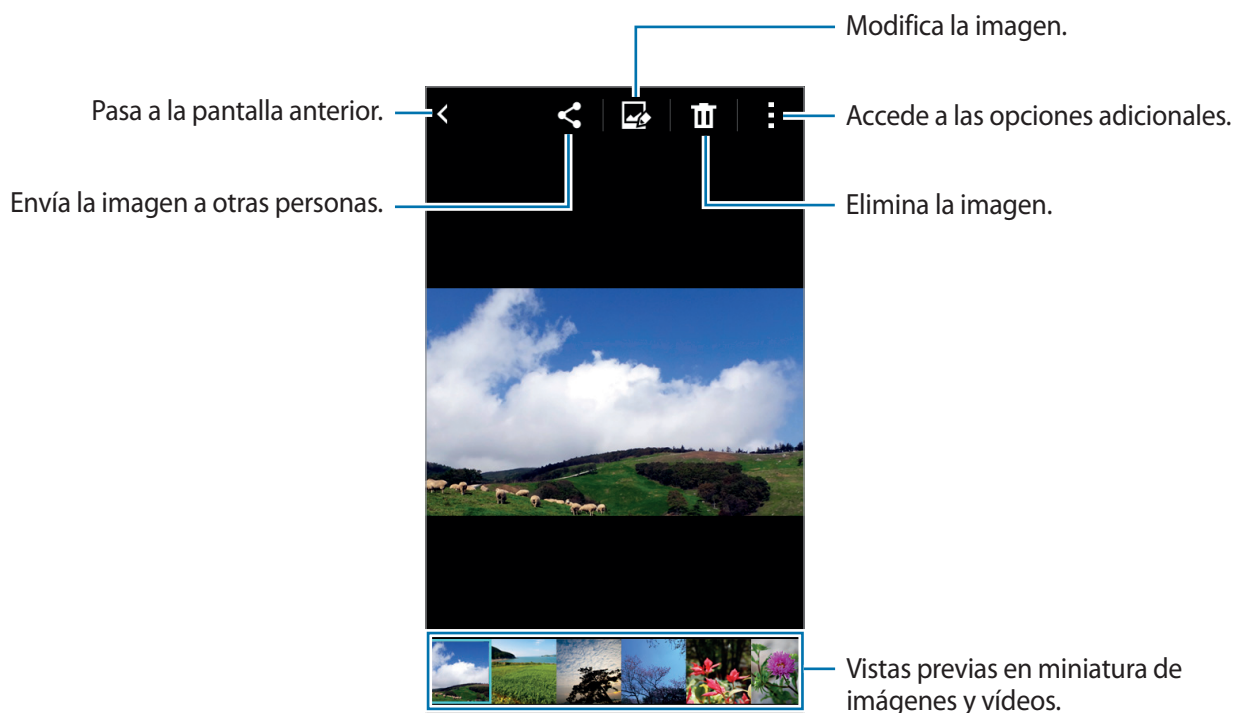 Modifica la imagen.
Pasa a la pantalla anterior.
Accede a las opciones adicionales.
Envía la imagen a otras personas.
Elimina la imagen.
Vistas previas en miniatura de
imágenes y vídeos.